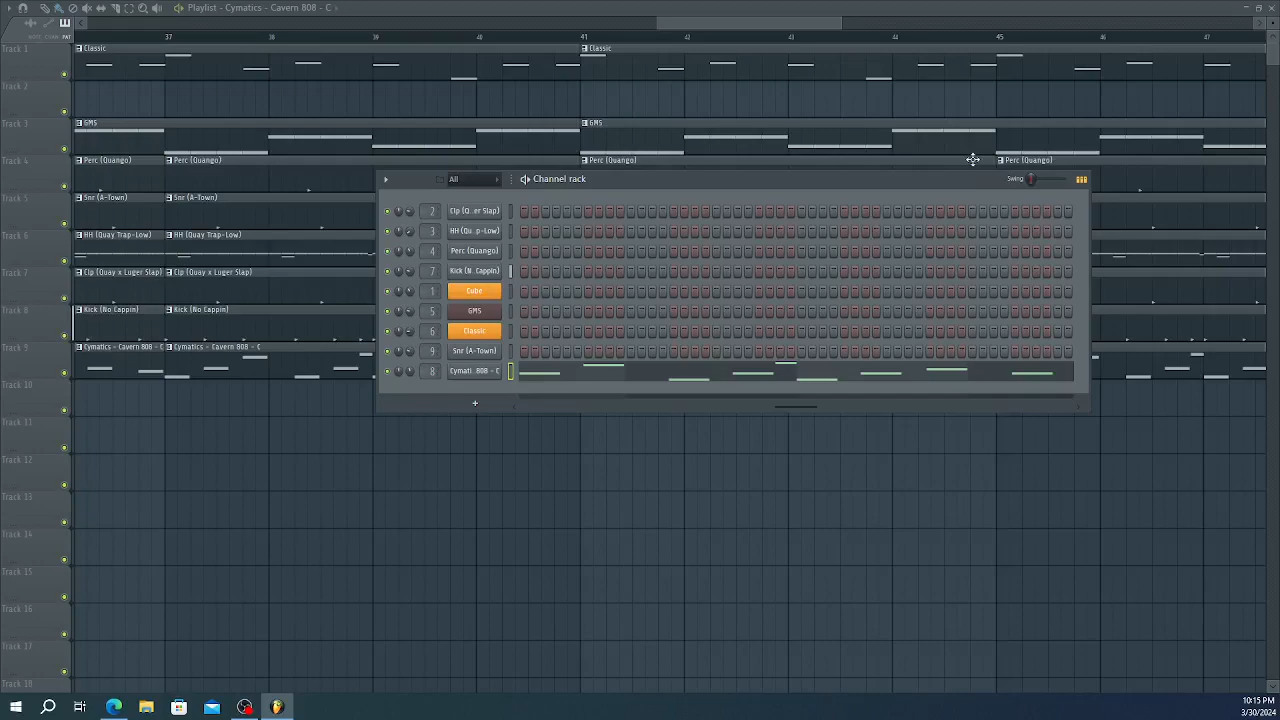 Playlist - Cymatics - Cavern 808 - C
NOTE CHAN PAT
37 38 39 40 41 42 43 44 45 46 47
Track 1 Classic Classic
Track 2
Track 3 GMS GMS
Track 4 Perc (Quango) Perc (Quango) Perc (Quango) Perc (Quango)
All Channel rack Swing
Track 5 Snr (A-Town) Snr (A-Town)
2 Clp (Q..er Slap)
3 HH (Qu..p-Low)
Track 6 HH (Quay Trap-Low) HH (Quay Trap-Low)
4 Perc (Quango)
Track 7 Clp (Quay x Luger Slap) Clp (Quay x Luger Slap)
7 Kick (N..Cappin)
1 Cube
Track 8 Kick (No Cappin) Kick (No Cappin)
5 GMS
6 Classic
Track 9 Cymatics - Cavern 808 - C Cymatics - Cavern 808 - C
9 Snr (A-Town)
8 Cymati..808 - C
Track 10
+
Track 11
Track 12
Track 13
Track 14
Track 15
Track 16
Track 17
Track 18
10:15 PM
3/30/2024